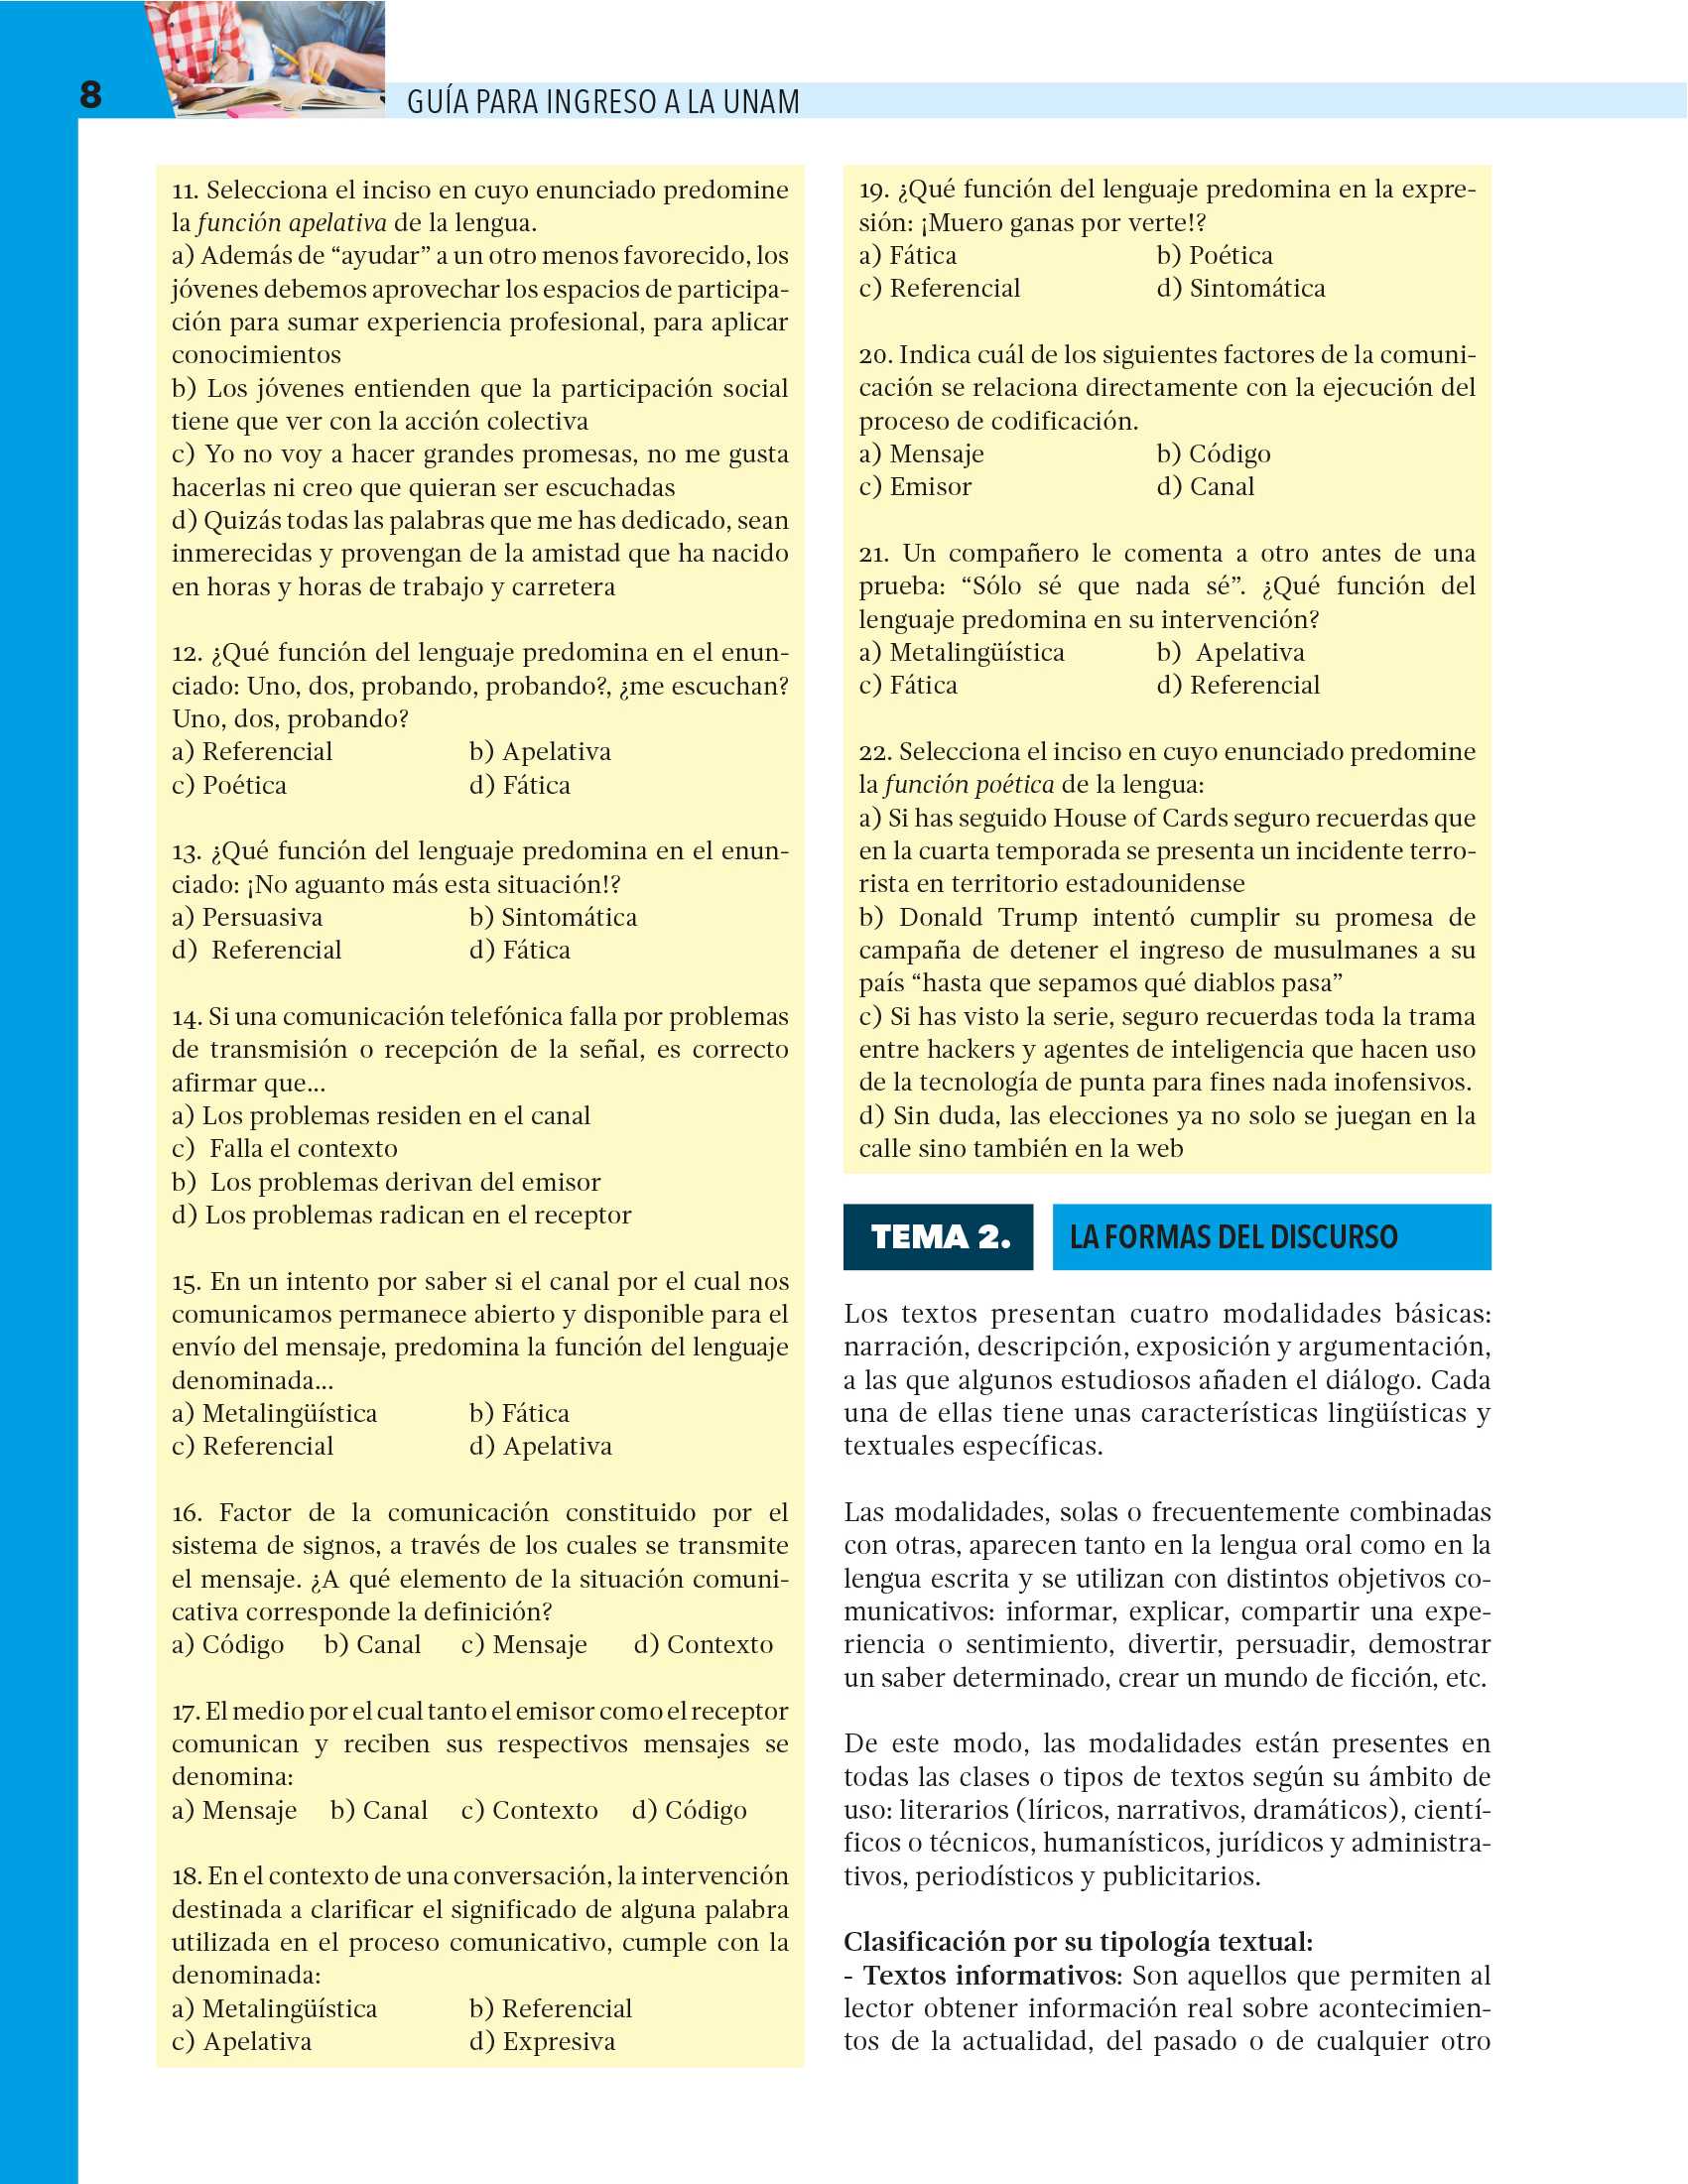 8
GUÍA PARA INGRESO A LA UNAM
11. Selecciona el inciso en cuyo enunciado predomine
la función apelativa de la lengua.
a) Además de “ayudar” a un otro menos favorecido, los
jóvenes debemos aprovechar los espacios de participa-
ción para sumar experiencia profesional, para aplicar
conocimientos
b) Los jóvenes entienden que la participación social
tiene que ver con la acción colectiva
c) Yo no voy a hacer grandes promesas, no me gusta
hacerlas ni creo que quieran ser escuchadas
d) Quizás todas las palabras que me has dedicado, sean
inmerecidas y provengan de la amistad que ha nacido
en horas y horas de trabajo y carretera
12. ¿Qué función del lenguaje predomina en el enun-
ciado: Uno, dos, probando, probando?, ¿me escuchan?
Uno, dos, probando?
a) Referencial b) Apelativa
c) Poética d) Fática
13. ¿Qué función del lenguaje predomina en el enun-
ciado: ¡No aguanto más esta situación!?
a) Persuasiva b) Sintomática
d) Referencial d) Fática
14. Si una comunicación telefónica falla por problemas
de transmisión o recepción de la señal, es correcto
afirmar que...
a) Los problemas residen en el canal
c) Falla el contexto
b) Los problemas derivan del emisor
d) Los problemas radican en el receptor
15. En un intento por saber si el canal por el cual nos
comunicamos permanece abierto y disponible para el
envío del mensaje, predomina la función del lenguaje
denominada...
a) Metalingüística b) Fática
c) Referencial d) Apelativa
16. Factor de la comunicación constituido por el
sistema de signos, a través de los cuales se transmite
el mensaje. ¿A qué elemento de la situación comuni-
cativa corresponde la definición?
a) Código b) Canal c) Mensaje d) Contexto
17. El medio por el cual tanto el emisor como el receptor
comunican y reciben sus respectivos mensajes se
denomina:
a) Mensaje b) Canal c) Contexto d) Código
18. En el contexto de una conversación, la intervención
destinada a clarificar el significado de alguna palabra
utilizada en el proceso comunicativo, cumple con la
denominada:
a) Metalingüística b) Referencial
c) Apelativa d) Expresiva
19. ¿Qué función del lenguaje predomina en la expre-
sión: ¡Muero ganas por verte!?
a) Fática b) Poética
c) Referencial d) Sintomática
20. Indica cuál de los siguientes factores de la comuni-
cación se relaciona directamente con la ejecución del
proceso de codificación.
a) Mensaje b) Código
c) Emisor d) Canal
21. Un compañero le comenta a otro antes de una
prueba: “Sólo sé que nada sé”. ¿Qué función del
lenguaje predomina en su intervención?
a) Metalingüística b) Apelativa
c) Fática d) Referencial
22. Selecciona el inciso en cuyo enunciado predomine
la función poética de la lengua:
a) Si has seguido House of Cards seguro recuerdas que
en la cuarta temporada se presenta un incidente terro-
rista en territorio estadounidense
b) Donald Trump intentó cumplir su promesa de
campaña de detener el ingreso de musulmanes a su
país “hasta que sepamos qué diablos pasa”
c) Si has visto la serie, seguro recuerdas toda la trama
entre hackers y agentes de inteligencia que hacen uso
de la tecnología de punta para fines nada inofensivos.
d) Sin duda, las elecciones ya no solo se juegan en la
calle sino también en la web
TEMA 2. LA FORMAS DEL DISCURSO
Los textos presentan cuatro modalidades básicas:
narración, descripción, exposición y argumentación,
a las que algunos estudiosos añaden el diálogo. Cada
una de ellas tiene unas características lingüísticas y
textuales específicas.
Las modalidades, solas o frecuentemente combinadas
con otras, aparecen tanto en la lengua oral como en la
lengua escrita y se utilizan con distintos objetivos co-
municativos: informar, explicar, compartir una expe-
riencia o sentimiento, divertir, persuadir, demostrar
un saber determinado, crear un mundo de ficción, etc.
De este modo, las modalidades están presentes en
todas las clases o tipos de textos según su ámbito de
uso: literarios (líricos, narrativos, dramáticos), cientí-
ficos o técnicos, humanísticos, jurídicos y administra-
tivos, periodísticos y publicitarios.
Clasificación por su tipología textual:
- Textos informativos: Son aquellos que permiten al
lector obtener información real sobre acontecimien-
tos de la actualidad, del pasado o de cualquier otro